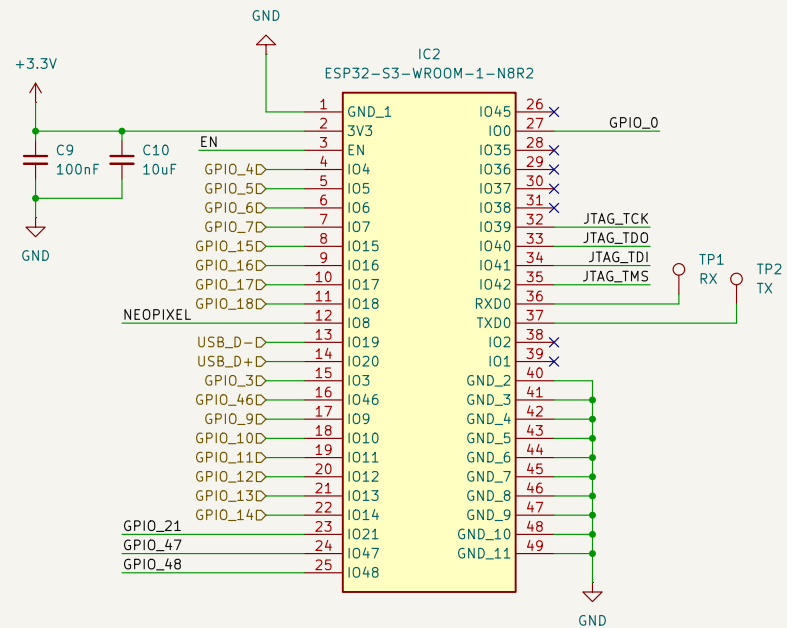 GND
IC2
ESP32-S3-WROOM-1-N8R2
+3.3V
C9
100nF
C10
10uF
GND
EN
GPIO_4
GPIO_5
GPIO_6
GPIO_7
GPIO_15
GPIO_16
GPIO_17
GPIO_18
NEOPIXEL
USB_D-
USB_D+
GPIO_3
GPIO_46
GPIO_9
GPIO_10
GPIO_11
GPIO_12
GPIO_13
GPIO_14
GPIO_21
GPIO_47
GPIO_48
1 GND_1
2 3V3
3 EN
4 IO4
5 IO5
6 IO6
7 IO7
8 IO15
9 IO16
10 IO17
11 IO18
12 IO8
13 IO19
14 IO20
15 IO3
16 IO46
17 IO9
18 IO10
19 IO11
20 IO12
21 IO13
22 IO14
23 IO21
24 IO47
25 IO48
IO45 26
IO0 27
IO35 28
IO36 29
IO37 30
IO38 31
IO39 32
IO40 33
IO41 34
IO42 35
RXD0 36
TXD0 37
IO2 38
IO1 39
GND_2 40
GND_3 41
GND_4 42
GND_5 43
GND_6 44
GND_7 45
GND_8 46
GND_9 47
GND_10 48
GND_11 49
GPIO_0
JTAG_TCK
JTAG_TDO
JTAG_TDI
JTAG_TMS
TP1
RX
TP2
TX
GND